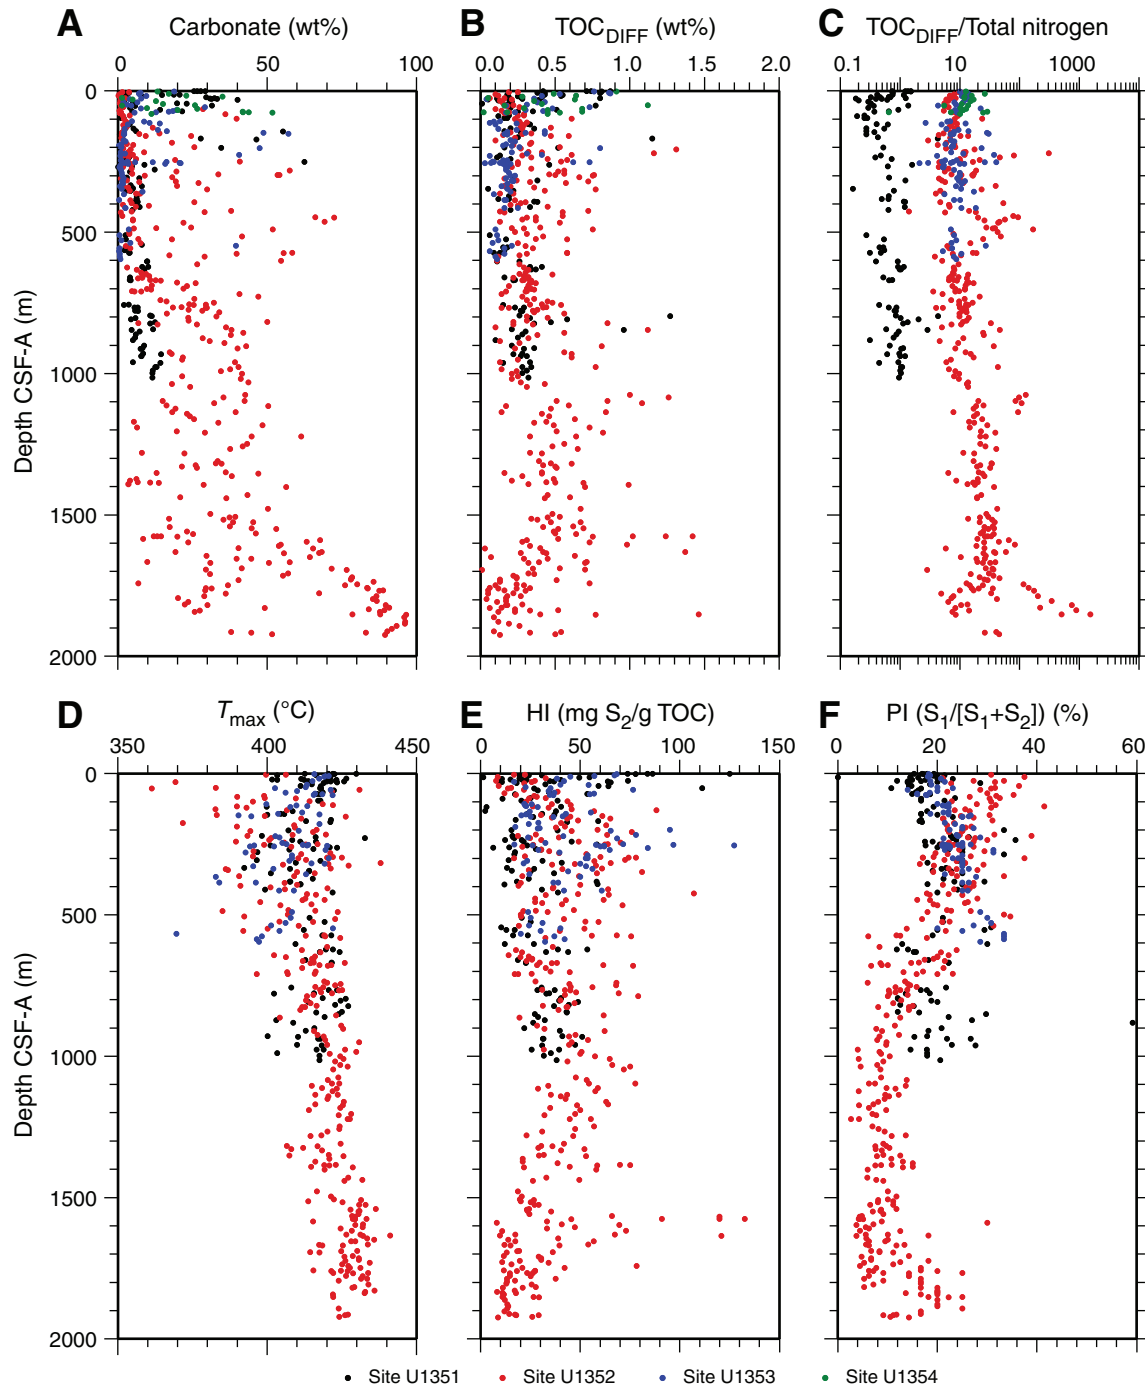 A Carbonate (wt%)
0 50 100
B TOC_DIFF (wt%)
0.0 0.5 1.0 1.5 2.0
C TOC_DIFF/Total nitrogen
0.1 10 1000
0
500
1000
1500
2000
Depth CSF-A (m)
D T_max (°C)
350 400 450
E HI (mg S₂/g TOC)
0 50 100 150
F PI (S₁/[S₁+S₂]) (%)
0 20 40 60
0
500
1000
1500
2000
Depth CSF-A (m)
Site U1351 Site U1352 Site U1353 Site U1354